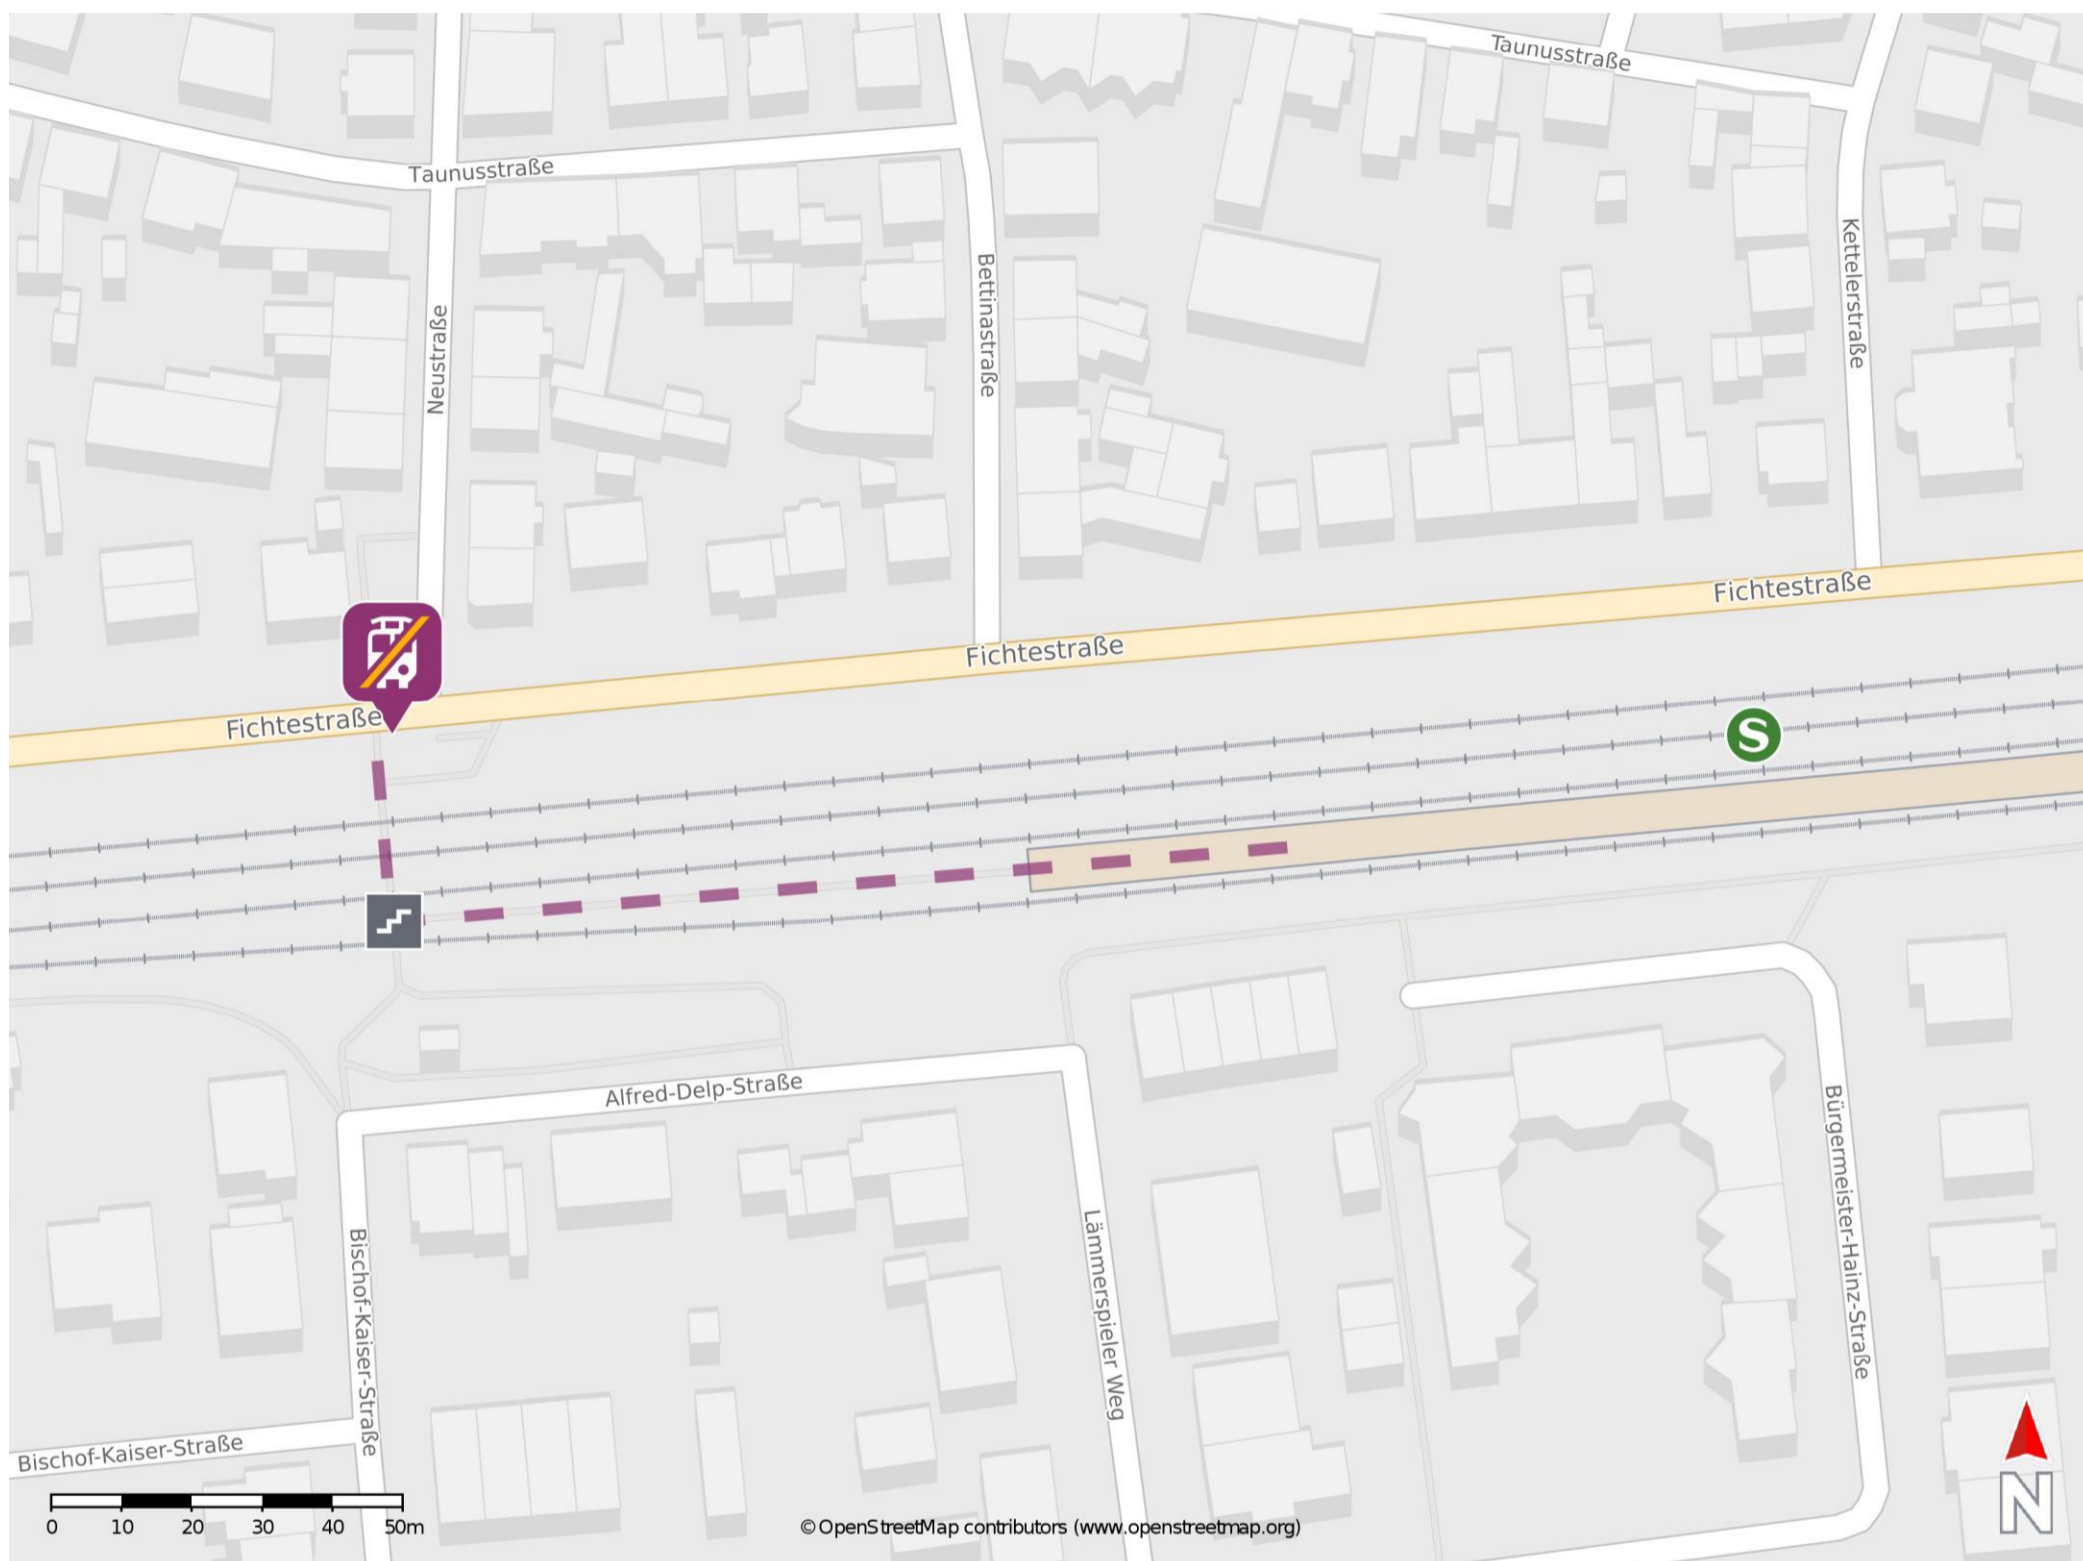 Taunusstraße
Taunusstraße
Neustraße
Bettinastraße
Kettelerstraße
Fichtestraße
Fichtestraße
Fichtestraße
S
Alfred-Delp-Straße
Bischof-Kaiser-Straße
Lämmerspieler Weg
Bürgermeister-Hainz-Straße
Bischof-Kaiser-Straße
0 10 20 30 40 50m
© OpenStreetMap contributors (www.openstreetmap.org)
N